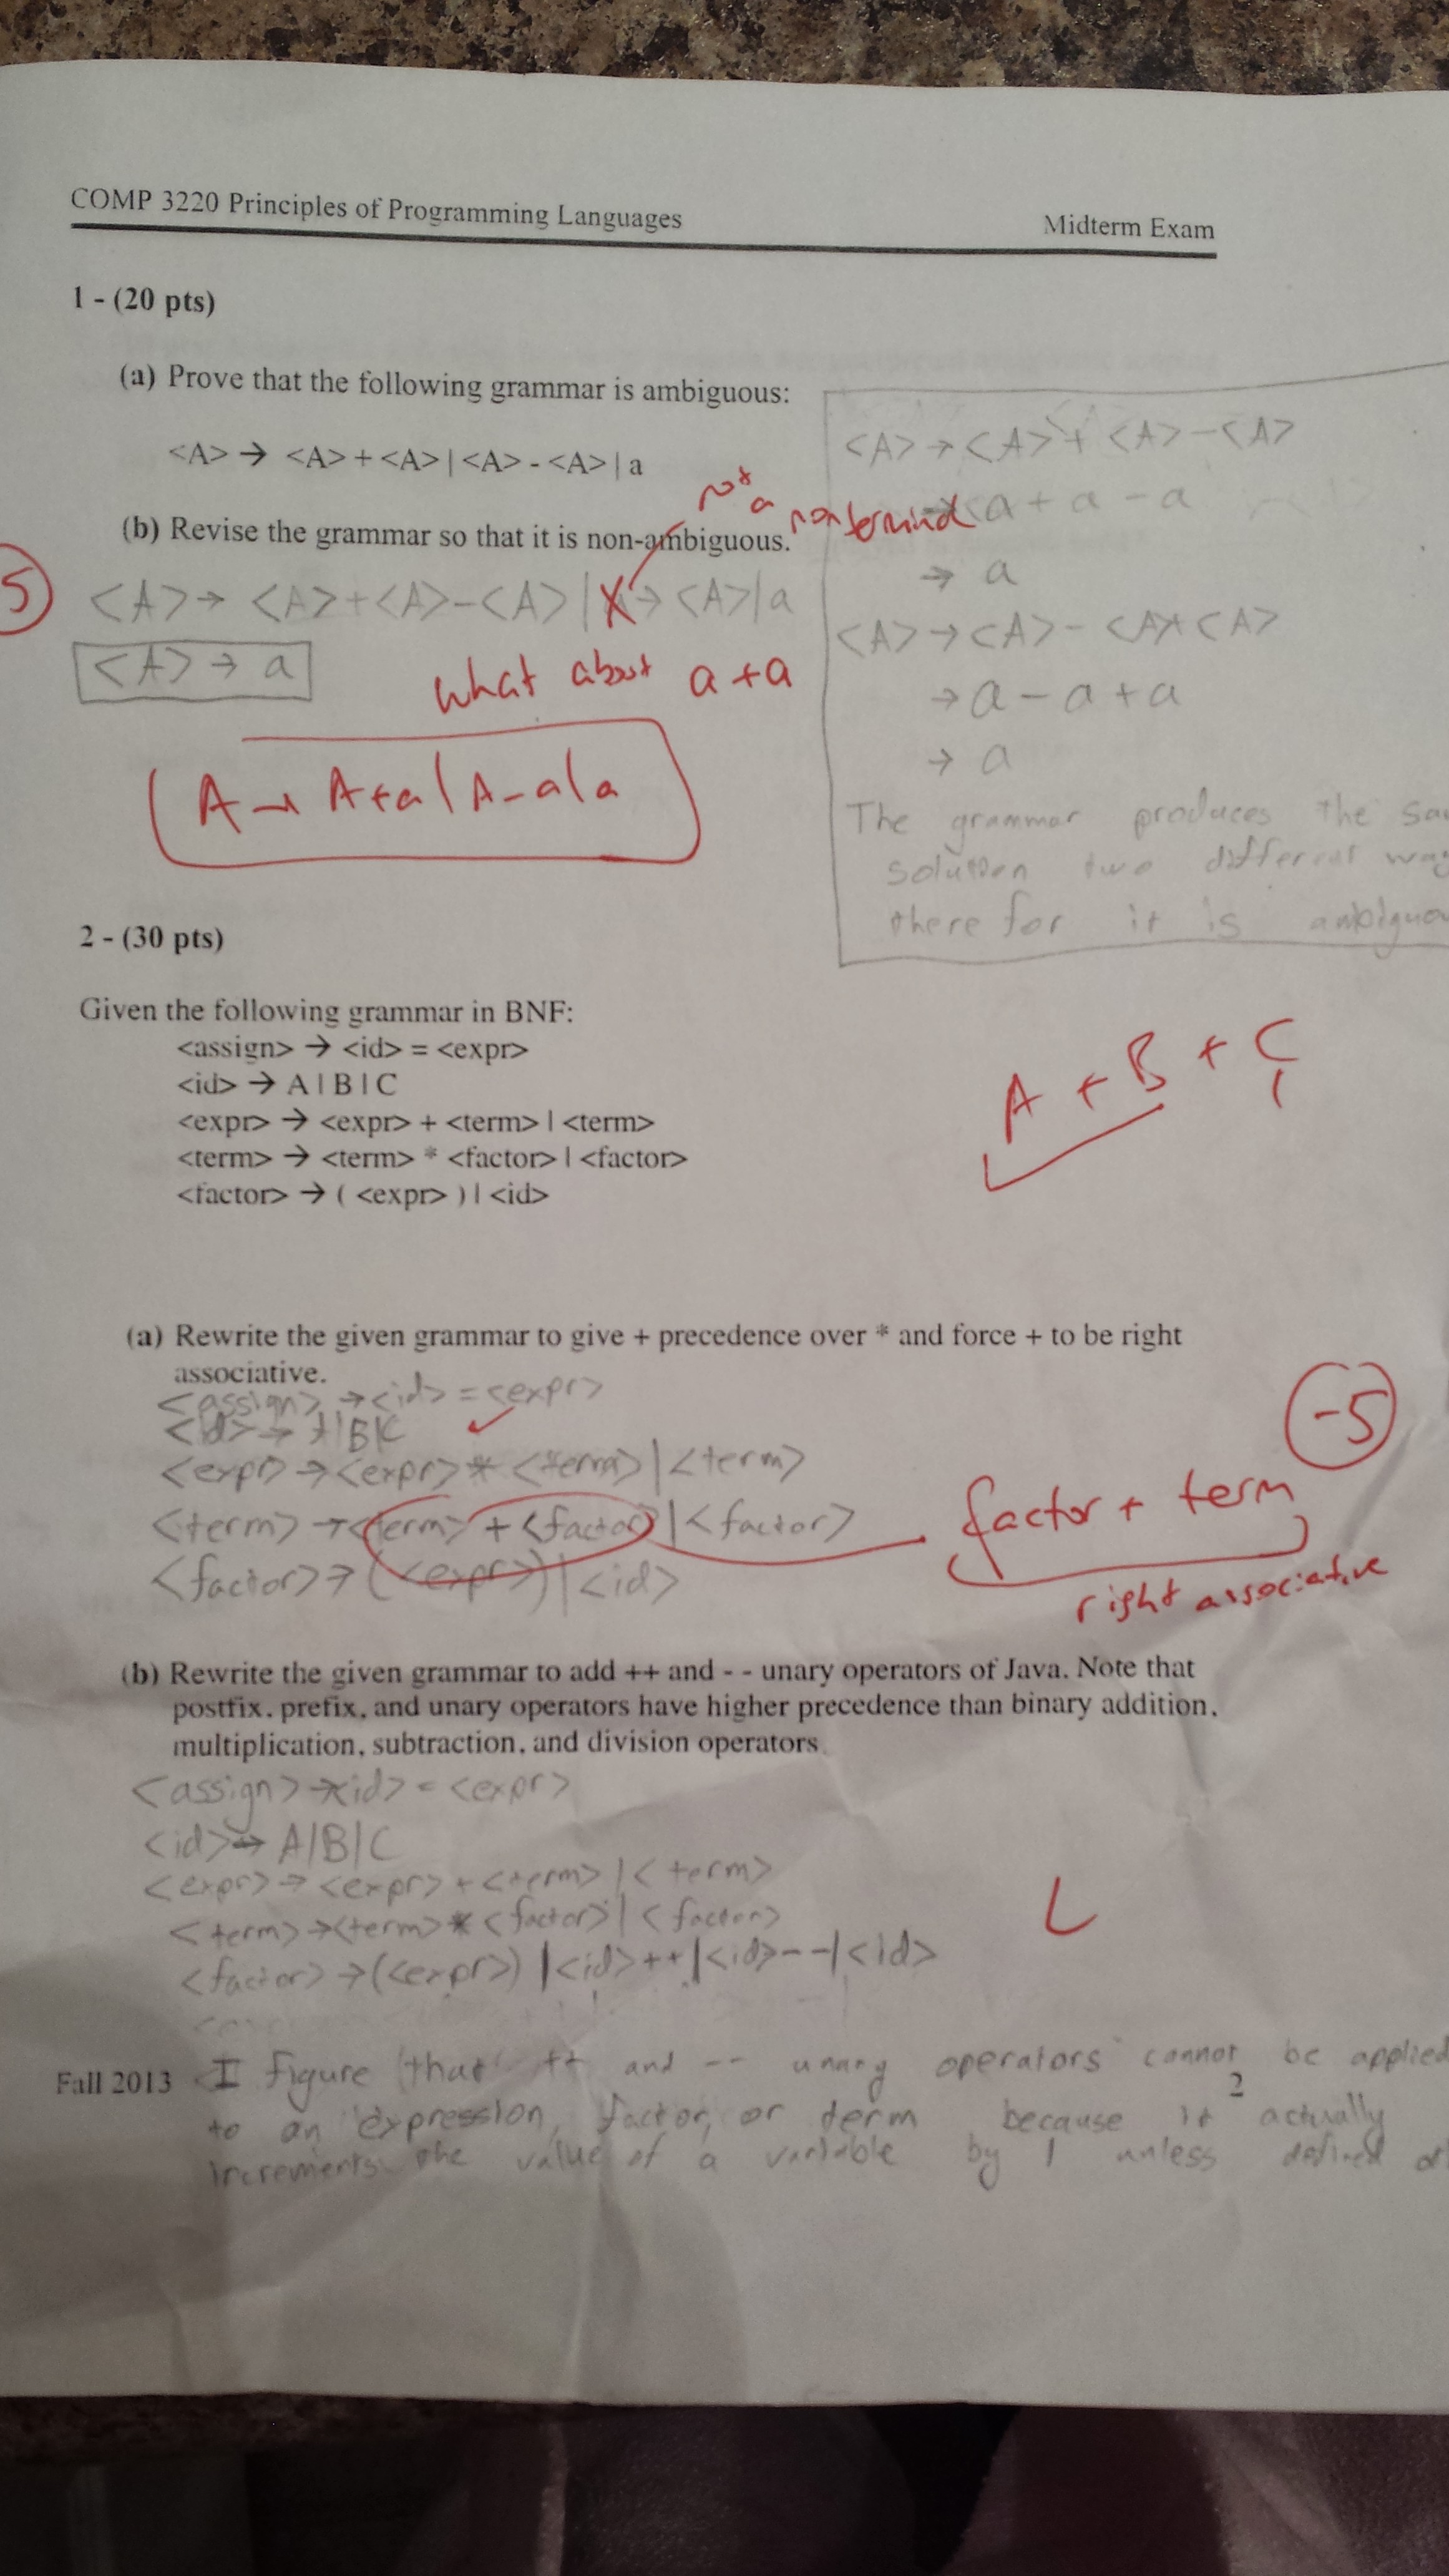 COMP 3220 Principles of Programming Languages Midterm Exam
1 - (20 pts)
(a) Prove that the following grammar is ambiguous:
<A> → <A> + <A> | <A> - <A> | a
(b) Revise the grammar so that it is non-ambiguous.
not a nonterminal
5
<A> → <A>+<A>-<A> | → <A>|a
<A> → a
what about a + a
A → A+a | A-a | a
<A> → <A> + <A> - <A>
a + a - a
→ a
<A> → <A> - <A>+<A>
→ a - a + a
→ a
The grammar produces the
solution two different
there for it is
2 - (30 pts)
Given the following grammar in BNF:
<assign> → <id> = <expr>
<id> → A | B | C
<expr> → <expr> + <term> | <term>
<term> → <term> * <factor> | <factor>
<factor> → ( <expr> ) | <id>
A + B + C
(a) Rewrite the given grammar to give + precedence over * and force + to be right
associative.
<assign> → <id> = <expr>
<id> → A|B|C
<expr> → <expr> * <term> | <term>
<term> → <term> + <factor> | <factor>
<factor> → (<expr>) | <id>
-5
factor + term
right associative
(b) Rewrite the given grammar to add ++ and - - unary operators of Java. Note that
postfix, prefix, and unary operators have higher precedence than binary addition,
multiplication, subtraction, and division operators.
<assign> → <id> = <expr>
<id> → A|B|C
<expr> → <expr> + <term> | <term>
<term> → <term> * <factor> | <factor>
<factor> → (<expr>) | <id>++ | <id>-- | <id>
I figure that ++ and -- unary operators cannot be applied
to an expression, factor, or term because it actually
increments the value of a variable by 1 unless defined
Fall 2013 2